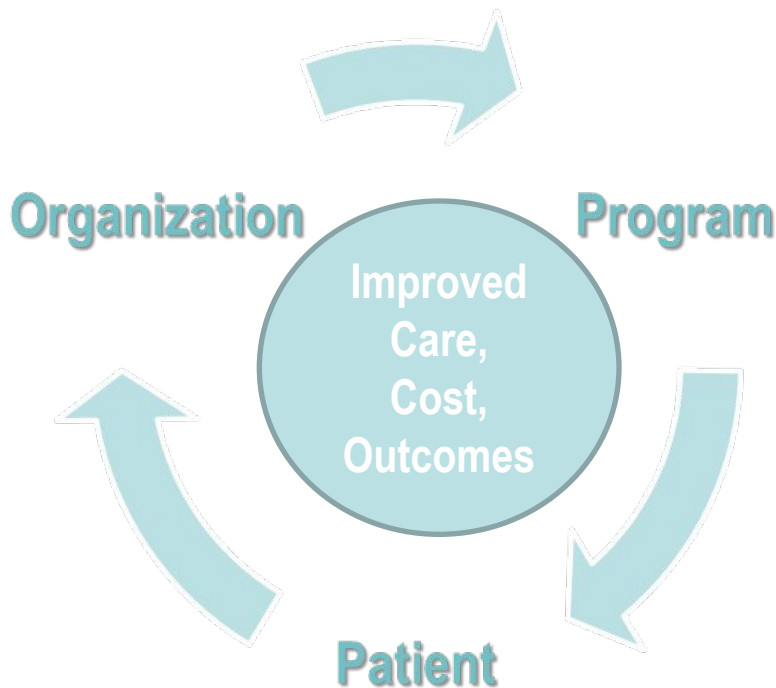 Organization
Program
Improved
Care,
Cost,
Outcomes
Patient